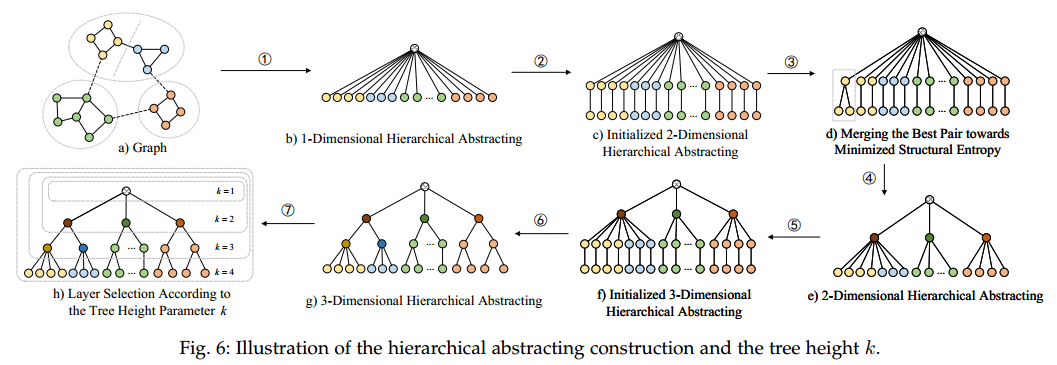 ①
②
③
a) Graph
b) 1-Dimensional Hierarchical Abstracting
c) Initialized 2-Dimensional
Hierarchical Abstracting
d) Merging the Best Pair towards
Minimized Structural Entropy
④
k = 1
k = 2
k = 3
k = 4
⑦
⑥
⑤
h) Layer Selection According to
the Tree Height Parameter k
g) 3-Dimensional Hierarchical Abstracting
f) Initialized 3-Dimensional
Hierarchical Abstracting
e) 2-Dimensional Hierarchical Abstracting
Fig. 6: Illustration of the hierarchical abstracting construction and the tree height k.